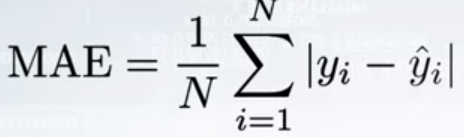 MAE = \frac{1}{N} \sum_{i=1}^{N} |y_i - \hat{y}_i|